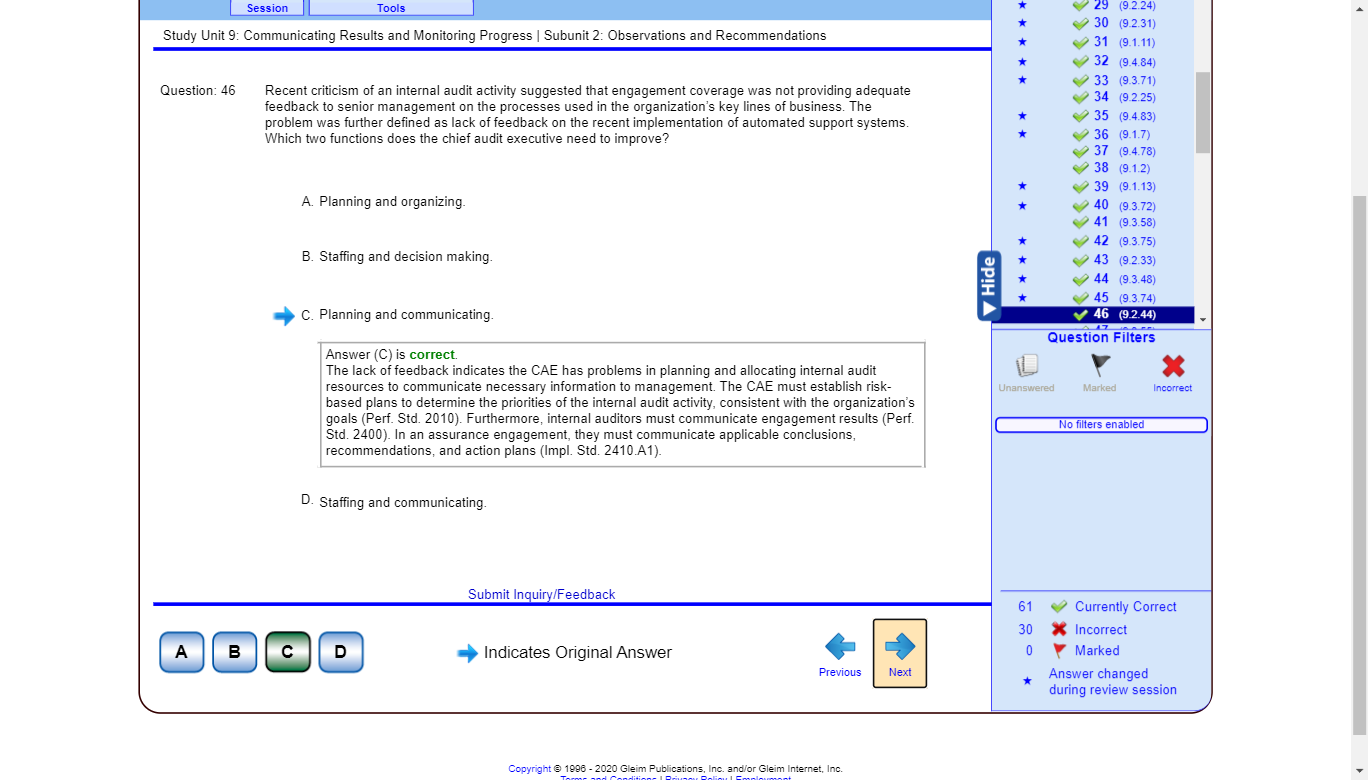 Session
Tools
Study Unit 9: Communicating Results and Monitoring Progress | Subunit 2: Observations and Recommendations
Question: 46
Recent criticism of an internal audit activity suggested that engagement coverage was not providing adequate
feedback to senior management on the processes used in the organization's key lines of business. The
problem was further defined as lack of feedback on the recent implementation of automated support systems.
Which two functions does the chief audit executive need to improve?
A. Planning and organizing.
B. Staffing and decision making.
C. Planning and communicating.
Answer (C) is correct.
The lack of feedback indicates the CAE has problems in planning and allocating internal audit
resources to communicate necessary information to management. The CAE must establish risk-
based plans to determine the priorities of the internal audit activity, consistent with the organization's
goals (Perf. Std. 2010). Furthermore, internal auditors must communicate engagement results (Perf.
Std. 2400). In an assurance engagement, they must communicate applicable conclusions,
recommendations, and action plans (Impl. Std. 2410.A1).
D. Staffing and communicating.
Submit Inquiry/Feedback
A
B
C
D
Indicates Original Answer
Previous
Next
29 (9.2.24)
30 (9.2.31)
31 (9.1.11)
32 (9.4.84)
33 (9.3.71)
34 (9.2.25)
35 (9.4.83)
36 (9.1.7)
37 (9.4.78)
38 (9.1.2)
39 (9.1.13)
40 (9.3.72)
41 (9.3.58)
42 (9.3.75)
43 (9.2.33)
44 (9.3.48)
45 (9.3.74)
46 (9.2.44)
Hide
Question Filters
Unanswered
Marked
Incorrect
No filters enabled
61 Currently Correct
30 Incorrect
0 Marked
Answer changed
during review session
Copyright © 1996 - 2020 Gleim Publications, Inc. and/or Gleim Internet, Inc.
Terms and Conditions | Privacy Policy | Employment